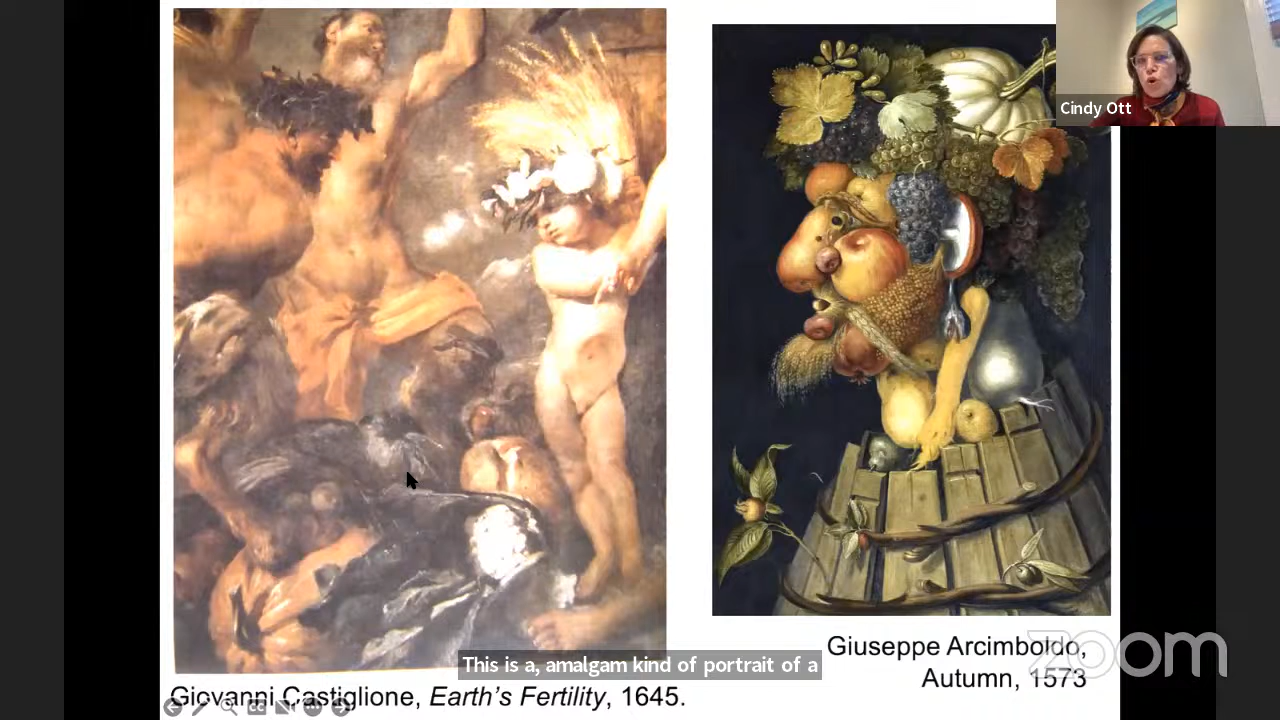 Cindy Ott
This is a, amalgam kind of portrait of a
Giovanni Castiglione, Earth's Fertility, 1645.
Giuseppe Arcimboldo,
Autumn, 1573
zoom